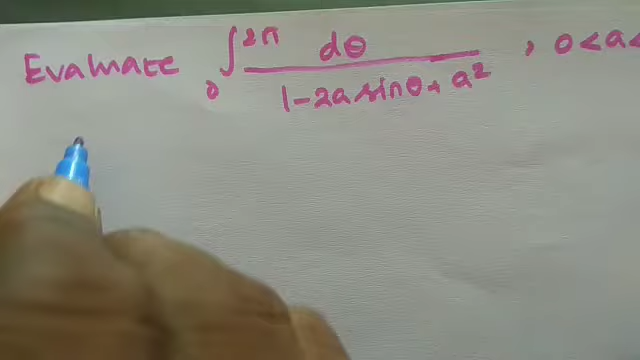 Evaluate ∫₀^2π dθ / (1-2a sinθ + a²) , 0<a<